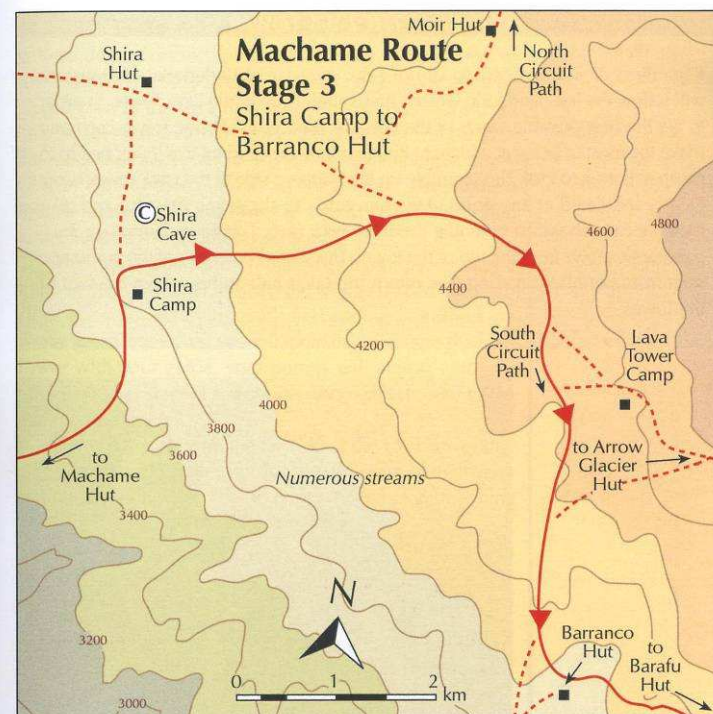 Moir Hut
North
Circuit
Path
Shira
Hut
Machame Route
Stage 3
Shira Camp to
Barranco Hut
©
Shira
Cave
Shira
Camp
4600
4800
4400
4200
4000
3800
3600
3400
3200
3000
South
Circuit
Path
Lava
Tower
Camp
to
Machame
Hut
Numerous streams
to Arrow
Glacier
Hut
N
Barranco
Hut
to
Barafu
Hut
0 1 2
km